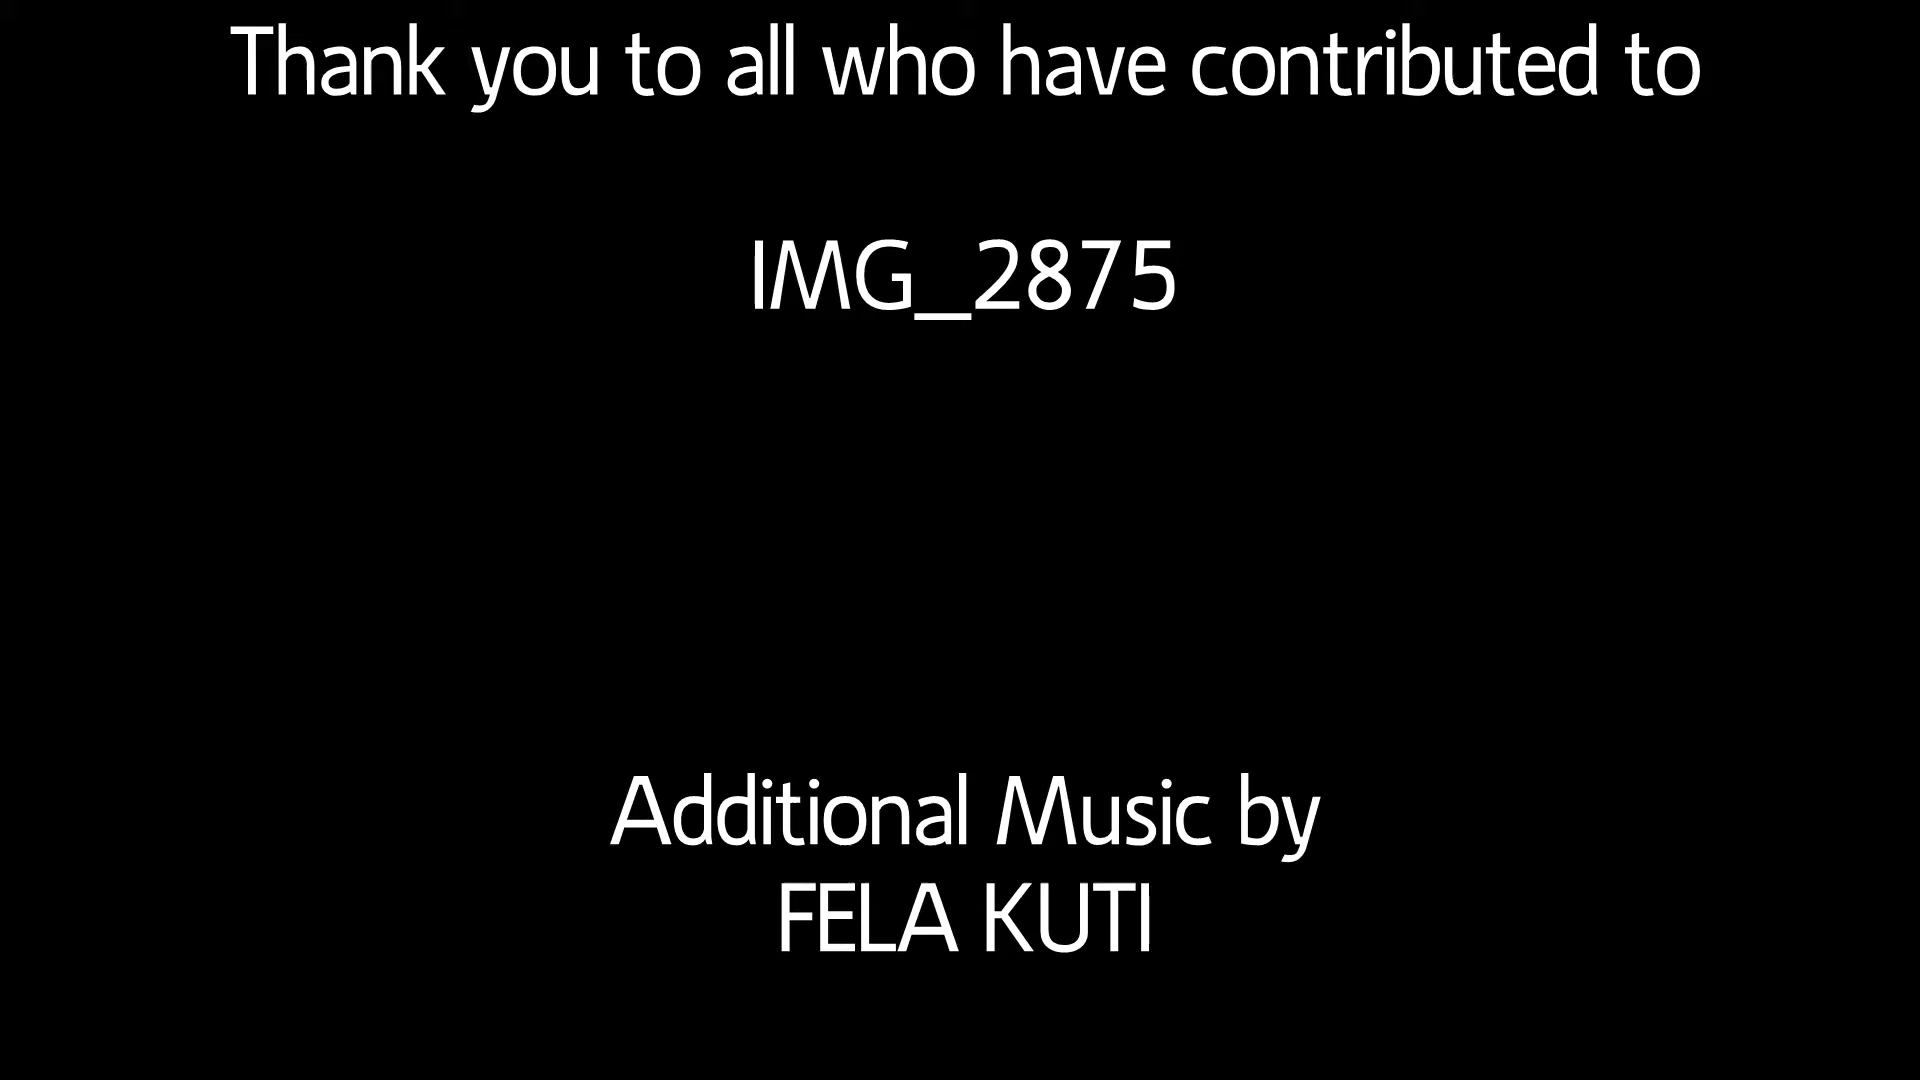 Thank you to all who have contributed to
IMG_2875
Additional Music by
FELA KUTI